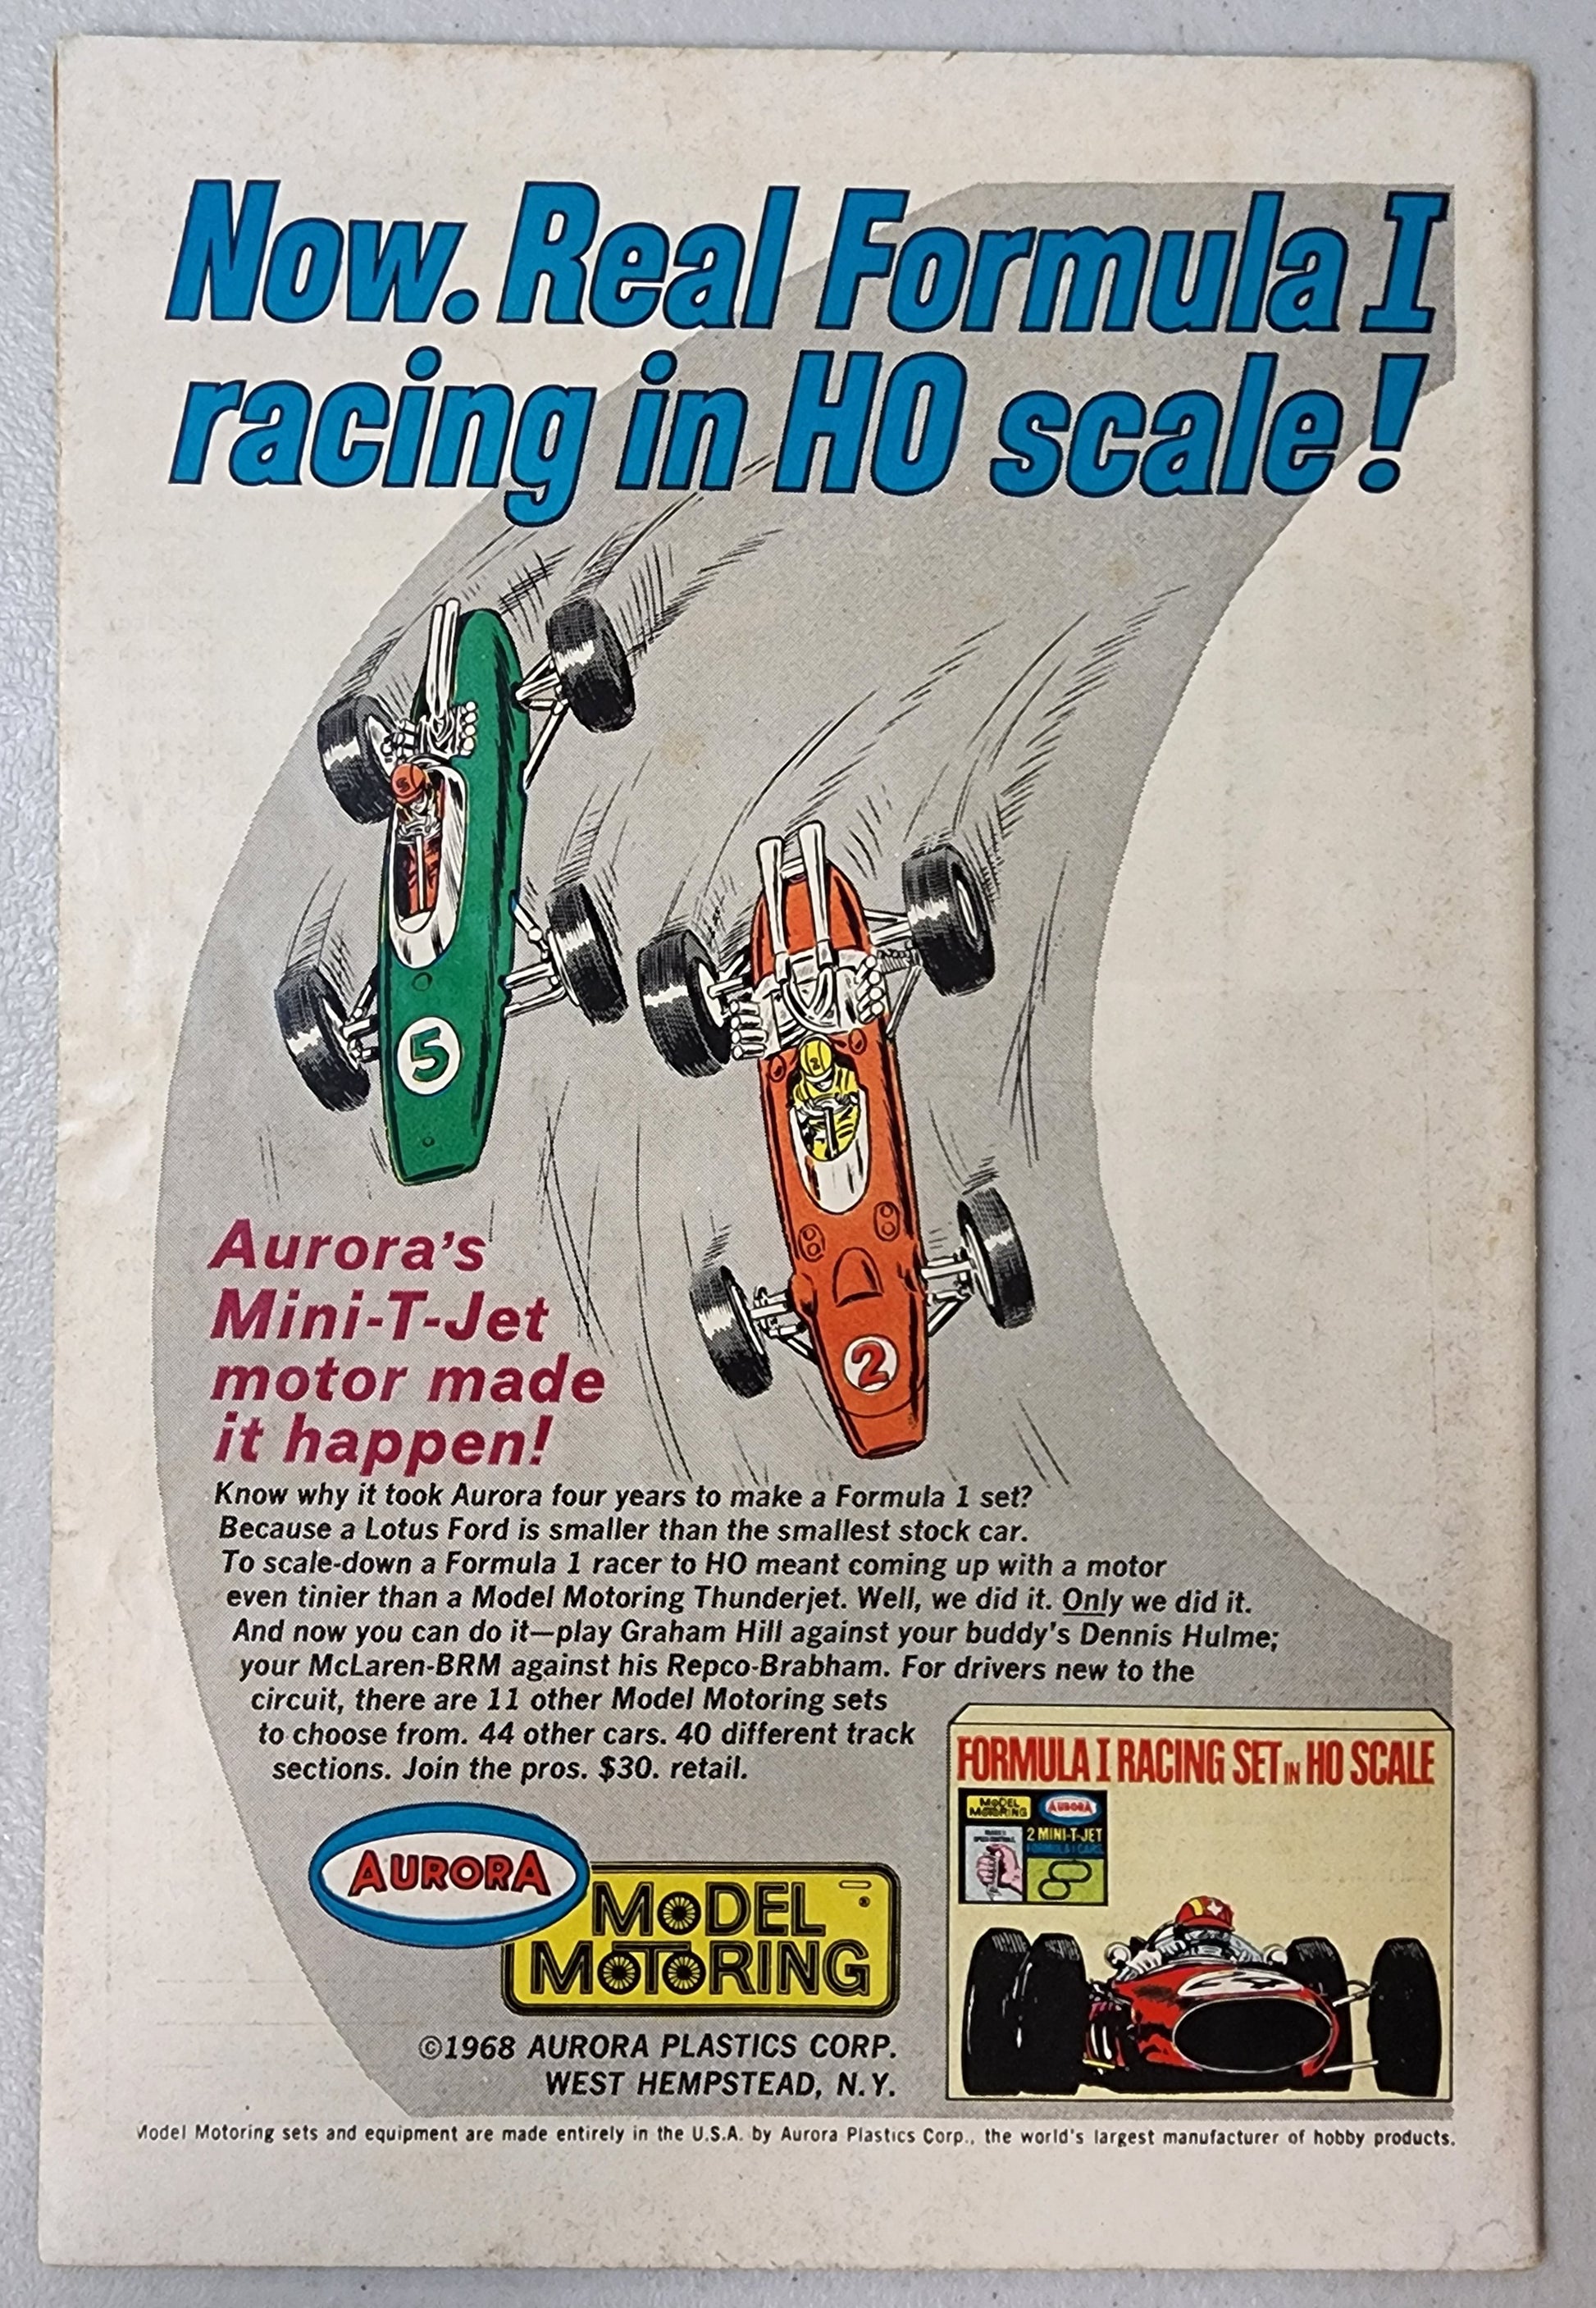 Now. Real Formula I
racing in HO scale!
5
5
2
2
Aurora's
Mini-T-Jet
motor made
it happen!
Know why it took Aurora four years to make a Formula 1 set?
Because a Lotus Ford is smaller than the smallest stock car.
To scale-down a Formula 1 racer to HO meant coming up with a motor
even tinier than a Model Motoring Thunderjet. Well, we did it. Only we did it.
And now you can do it—play Graham Hill against your buddy's Dennis Hulme;
your McLaren-BRM against his Repco-Brabham. For drivers new to the
circuit, there are 11 other Model Motoring sets
to choose from. 44 other cars. 40 different track
sections. Join the pros. $30. retail.
AURORA
MODEL
MOTORING
®
©1968 AURORA PLASTICS CORP.
WEST HEMPSTEAD, N.Y.
FORMULA I RACING SET IN HO SCALE
MODEL
MOTORING
AURORA
2 MINI-T-JET
FORMULA I CARS
Model Motoring sets and equipment are made entirely in the U.S.A. by Aurora Plastics Corp., the world's largest manufacturer of hobby products.